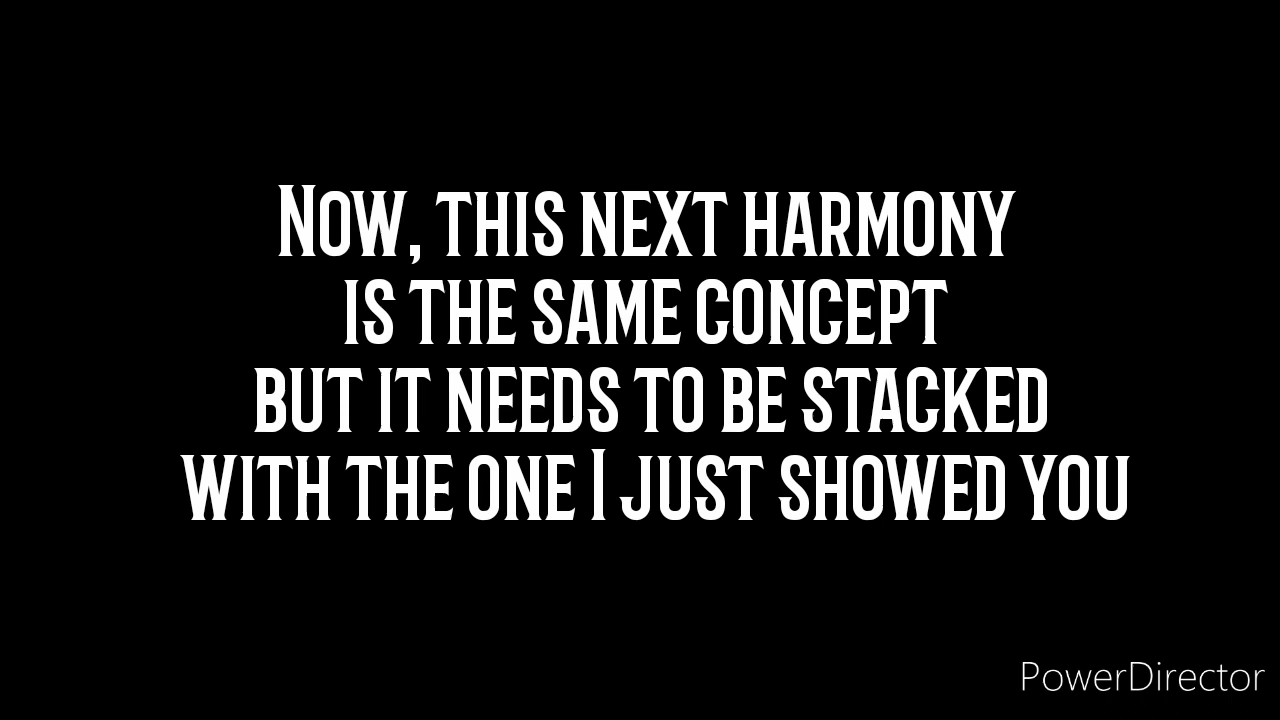 Now, this next harmony
is the same concept
but it needs to be stacked
with the one I just showed you
PowerDirector